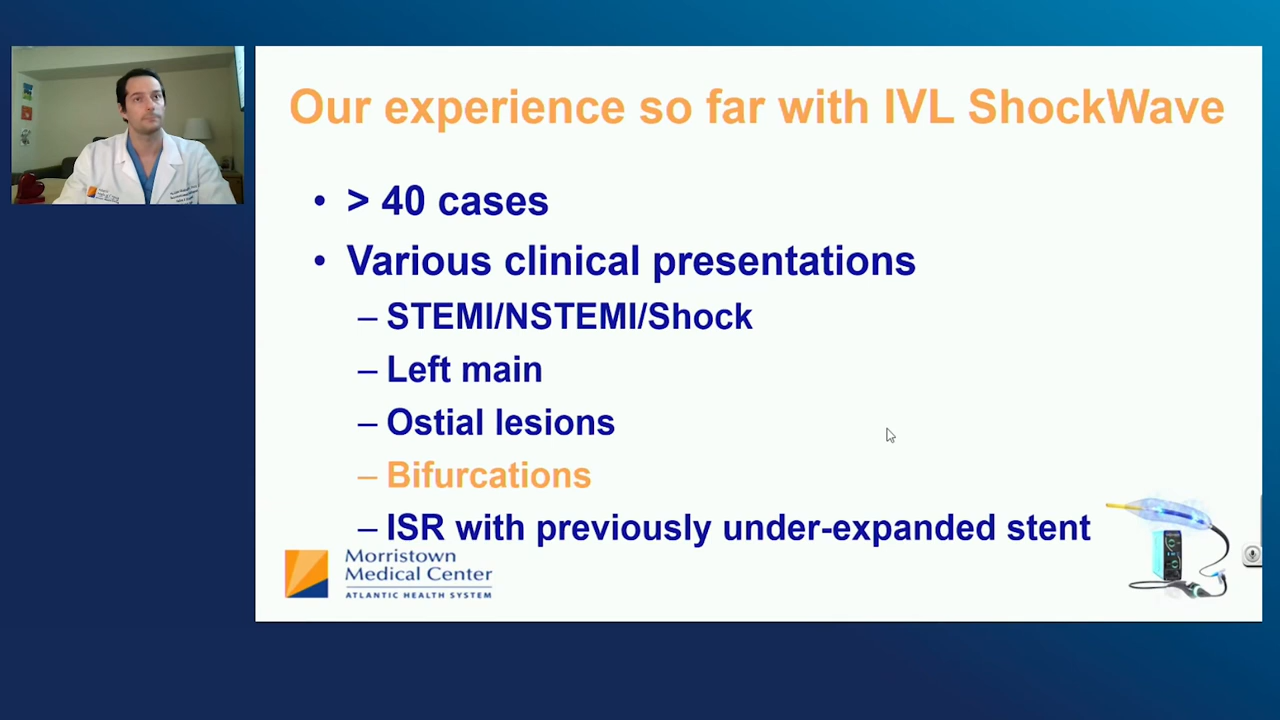 Our experience so far with IVL ShockWave
• > 40 cases
• Various clinical presentations
– STEMI/NSTEMI/Shock
– Left main
– Ostial lesions
– Bifurcations
– ISR with previously under-expanded stent
Morristown
Medical Center
ATLANTIC HEALTH SYSTEM